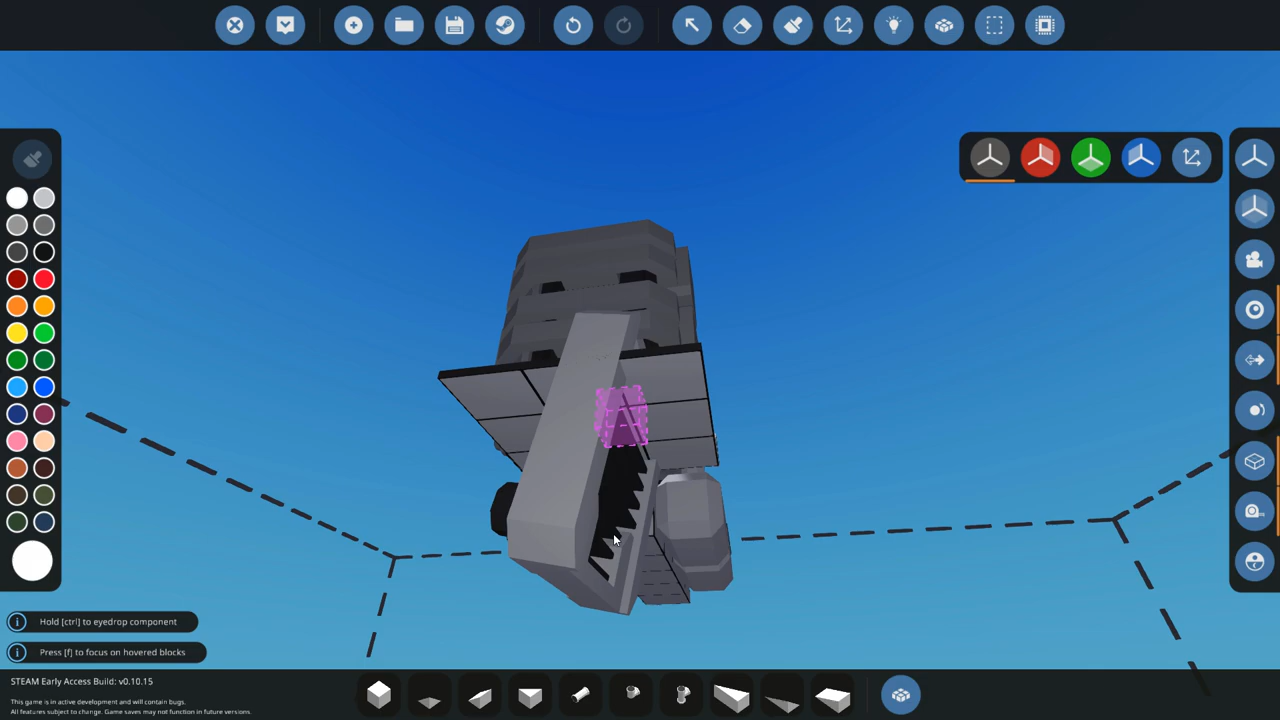 Hold [ctrl] to eyedrop component
Press [f] to focus on hovered blocks
STEAM Early Access Build: v0.10.15
This game is in active development and will contain bugs.
All features subject to change. Game saves may not function in future versions.